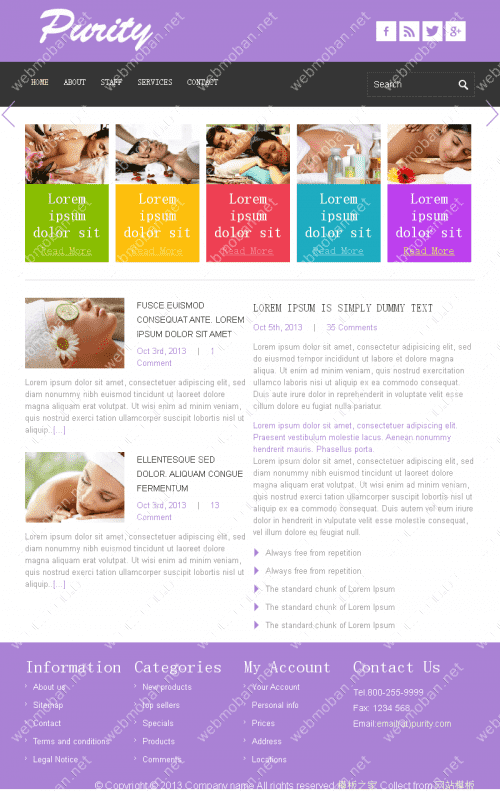 Purity
HOME ABOUT STAFF SERVICES CONTACT
Search
Lorem
ipsum
dolor sit
Read More
Lorem
ipsum
dolor sit
Read More
Lorem
ipsum
dolor sit
Read More
Lorem
ipsum
dolor sit
Read More
Lorem
ipsum
dolor sit
Read More
FUSCE EUISMOD
CONSEQUAT ANTE. LOREM
IPSUM DOLOR SIT AMET
Oct 3rd, 2013 | 1
Comment
Lorem ipsum dolor sit amet, consectetuer adipiscing elit, sed
diam nonummy nibh euismod tincidunt ut laoreet dolore
magna aliquam erat volutpat. Ut wisi enim ad minim veniam,
quis nostrud exerci tation ullamcorper suscipit lobortis nisl ut
aliquip..[...]
ELLENTESQUE SED
DOLOR. ALIQUAM CONGUE
FERMENTUM
Oct 3rd, 2013 | 13
Comment
Lorem ipsum dolor sit amet, consectetuer adipiscing elit, sed
diam nonummy nibh euismod tincidunt ut laoreet dolore
magna aliquam erat volutpat. Ut wisi enim ad minim veniam,
quis nostrud exerci tation ullamcorper suscipit lobortis nisl ut
aliquip..[...]
LOREM IPSUM IS SIMPLY DUMMY TEXT
Oct 5th, 2013 | 35 Comments
Lorem ipsum dolor sit amet, consectetur adipisicing elit, sed
do eiusmod tempor incididunt ut labore et dolore magna
aliqua. Ut enim ad minim veniam, quis nostrud exercitation
ullamco laboris nisi ut aliquip ex ea commodo consequat.
Duis aute irure dolor in reprehenderit in voluptate velit esse
cillum dolore eu fugiat nulla pariatur.
Lorem ipsum dolor sit amet, consectetuer adipiscing elit.
Praesent vestibulum molestie lacus. Aenean nonummy
hendrerit mauris. Phasellus porta.
Lorem ipsum dolor sit amet, consectetuer adipiscing elit, sed
diam nonummy nibh euismod tincidunt ut laoreet dolore
magna aliquam erat volutpat. Ut wisi enim ad minim veniam,
quis nostrud exerci tation ullamcorper suscipit lobortis nisl ut
aliquip ex ea commodo consequat. Duis autem vel eum iriure
dolor in hendrerit in vulputate velit esse molestie consequat,
vel illum dolore eu feugiat null.
Always free from repetition
Always free from repetition
The standard chunk of Lorem Ipsum
The standard chunk of Lorem Ipsum
The standard chunk of Lorem Ipsum
Information
About us
Sitemap
Contact
Terms and conditions
Legal Notice
Categories
New products
top sellers
Specials
Products
Comments
My Account
Your Account
Personal info
Prices
Address
Locations
Contact Us
Tel:800-255-9999
Fax: 1234 568
Email:email(at)purity.com
© Copyright © 2013 Company name All rights reserved.模板之家 Collect from 网站模板
webmoban.net